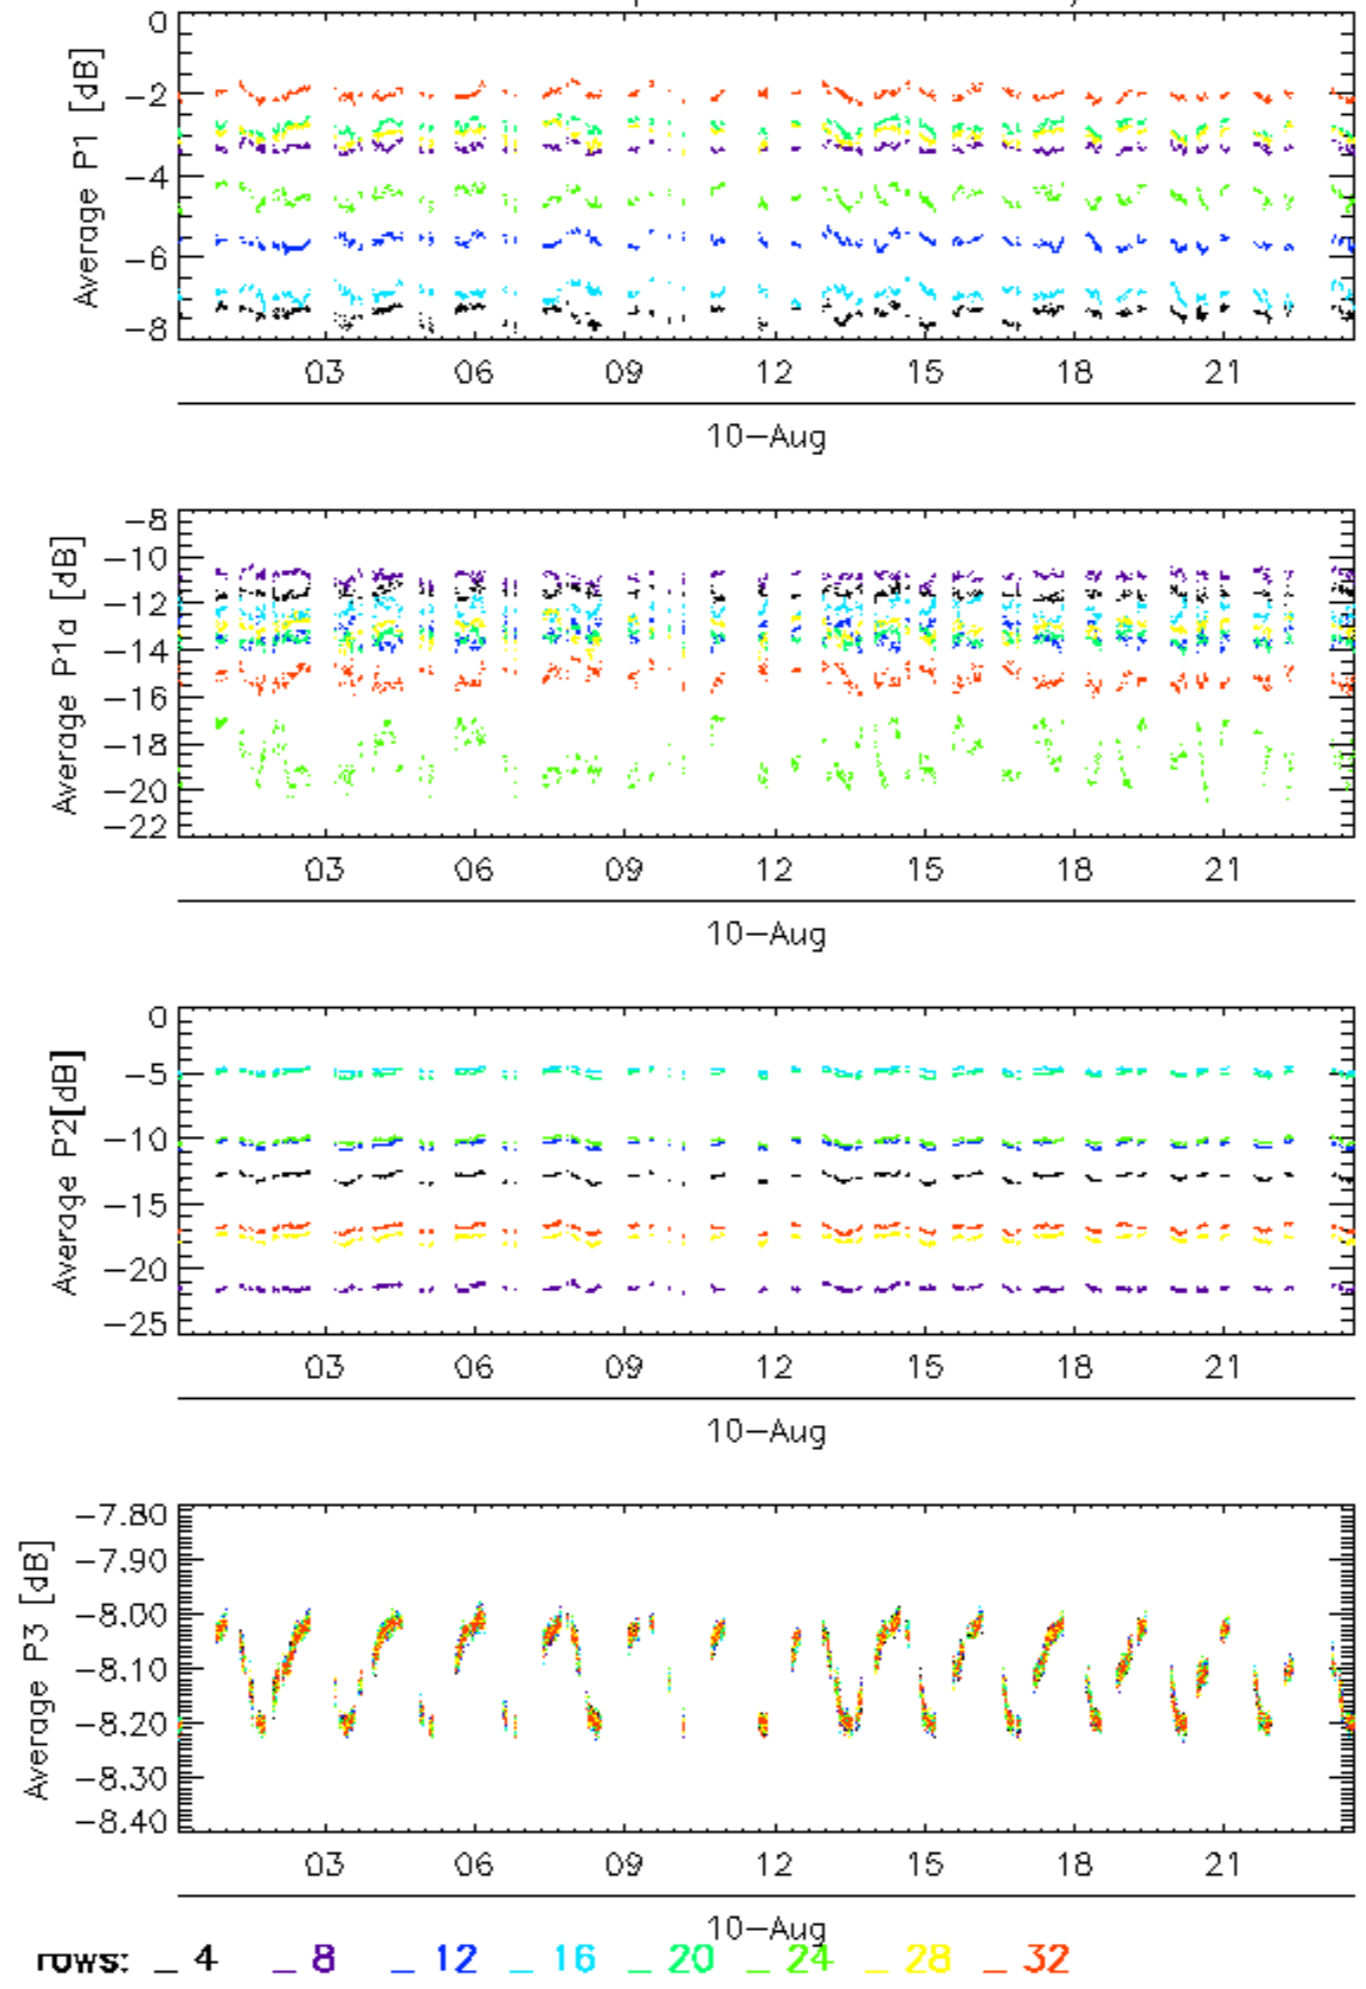 0
Average P1 [dB]
-2
-4
-6
-8
03 06 09 12 15 18 21
10-Aug
-8
-10
Average P1a [dB]
-12
-14
-16
-18
-20
-22
03 06 09 12 15 18 21
10-Aug
0
Average P2[dB]
-5
-10
-15
-20
-25
03 06 09 12 15 18 21
10-Aug
-7.80
Average P3 [dB]
-7.90
-8.00
-8.10
-8.20
-8.30
-8.40
03 06 09 12 15 18 21
10-Aug
rows: _ 4 _ 8 _ 12 _ 16 _ 20 _ 24 _ 28 _ 32